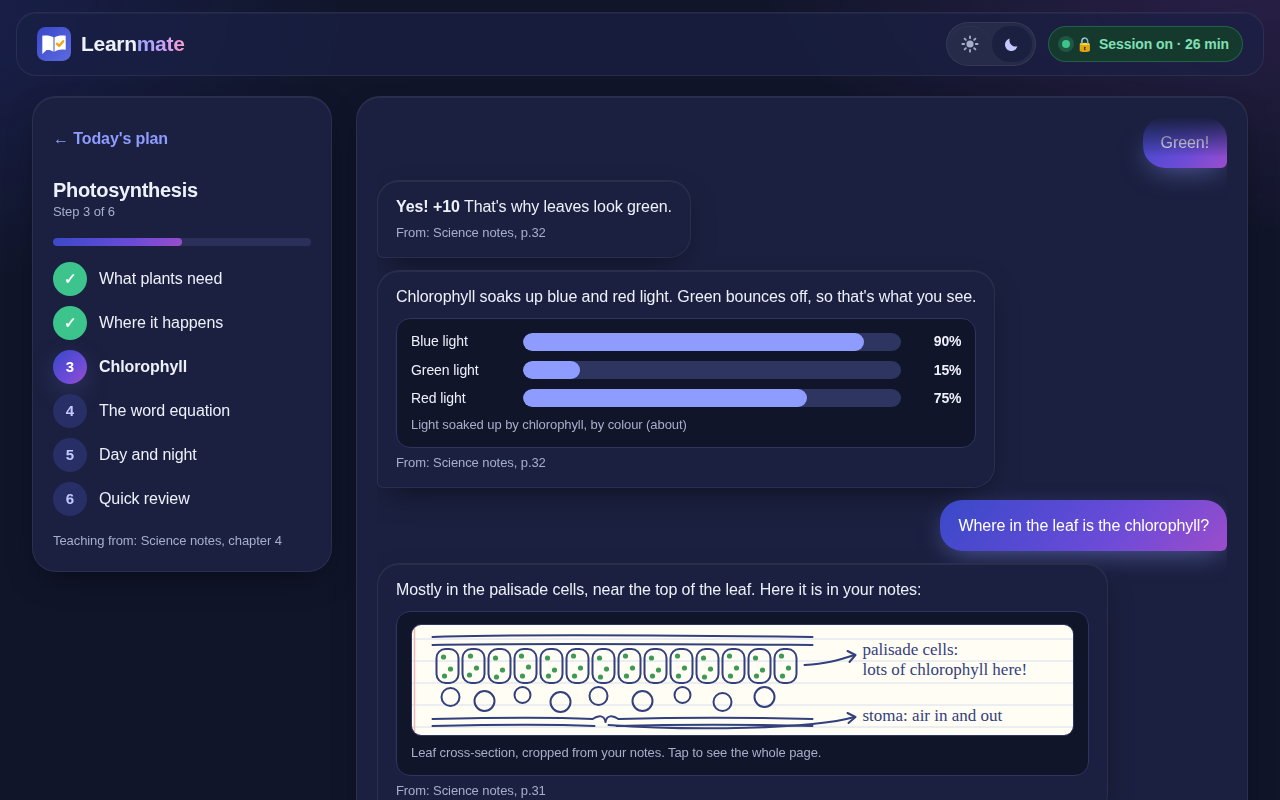 Learnmate
🔒 Session on · 26 min
← Today's plan
Photosynthesis
Step 3 of 6
✓ What plants need
✓ Where it happens
3 Chlorophyll
4 The word equation
5 Day and night
6 Quick review
Teaching from: Science notes, chapter 4
Green!
Yes! +10 That's why leaves look green.
From: Science notes, p.32
Chlorophyll soaks up blue and red light. Green bounces off, so that's what you see.
Blue light 90%
Green light 15%
Red light 75%
Light soaked up by chlorophyll, by colour (about)
From: Science notes, p.32
Where in the leaf is the chlorophyll?
Mostly in the palisade cells, near the top of the leaf. Here it is in your notes:
palisade cells:
lots of chlorophyll here!
stoma: air in and out
Leaf cross-section, cropped from your notes. Tap to see the whole page.
From: Science notes, p.31